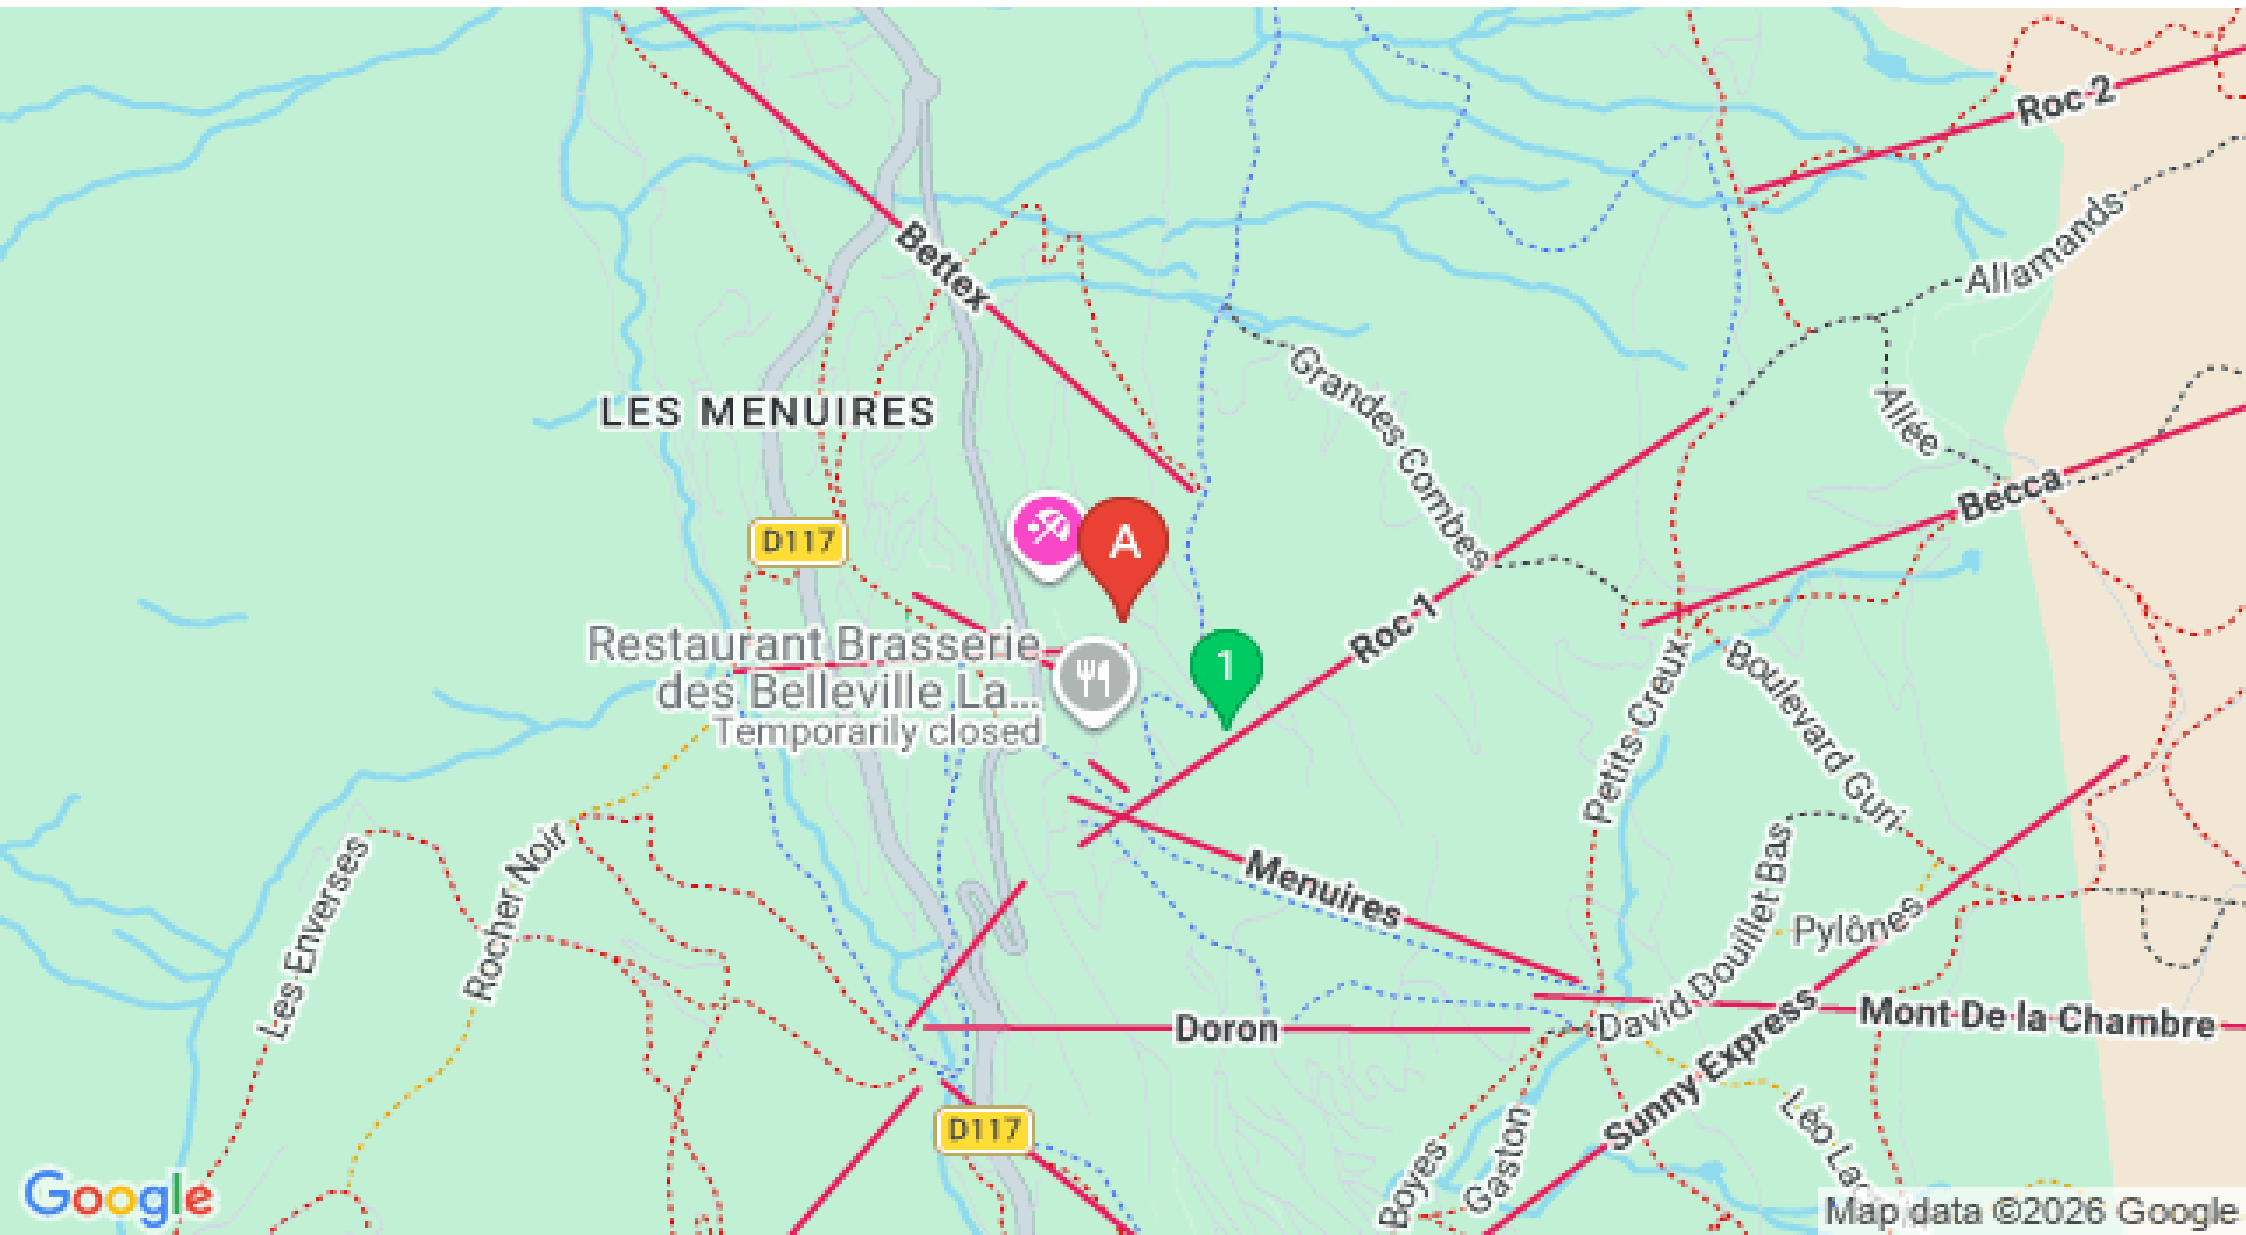 Roc 2
Allamands
Bettex
Grandes Combes
LES MENUIRES
Allée
Becca
D117
A
Roc 1
Restaurant Brasserie
des Belleville La...
Temporarily closed
1
Petits Creux
Boulevard Guri
Les Enverses
Rocher Noir
Menuires
David Douillet Bas
Pylônes
Doron
Mont De la Chambre
Sunny Express
D117
Boyes
Gaston
Léo La
Google
Map data ©2026 Google